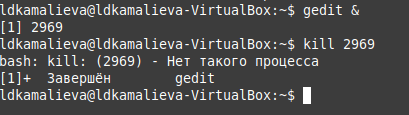 ldkamalieva@ldkamalieva-VirtualBox:~$ gedit &
[1] 2969
ldkamalieva@ldkamalieva-VirtualBox:~$ kill 2969
bash: kill: (2969) - Нет такого процесса
[1]+  Завершён        gedit
ldkamalieva@ldkamalieva-VirtualBox:~$